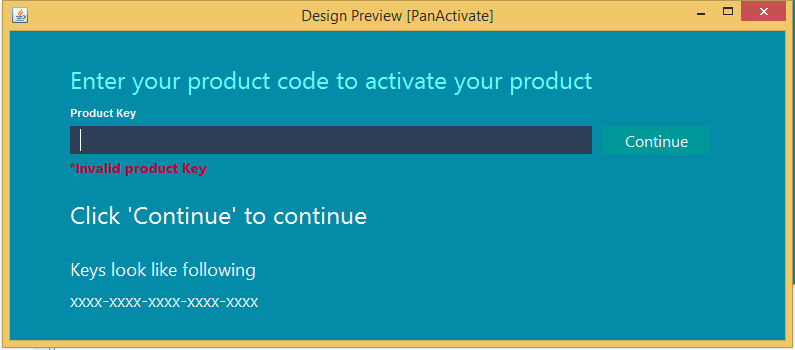 Design Preview [PanActivate]
Enter your product code to activate your product
Product Key
Continue
*Invalid product Key
Click 'Continue' to continue
Keys look like following
xxxx-xxxx-xxxx-xxxx-xxxx